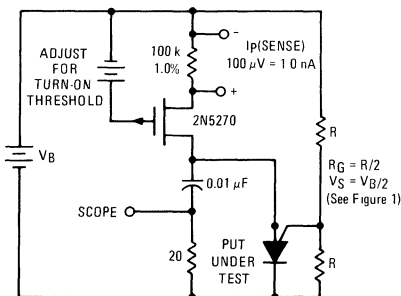 ADJUST
FOR
TURN-ON
THRESHOLD
100 k
1.0%
–
+
Ip(SENSE)
100 µV = 1 0 nA
2N5270
R
VB
RG = R/2
VS = VB/2
(See Figure 1)
0.01 µF
SCOPE
20
PUT
UNDER
TEST
R